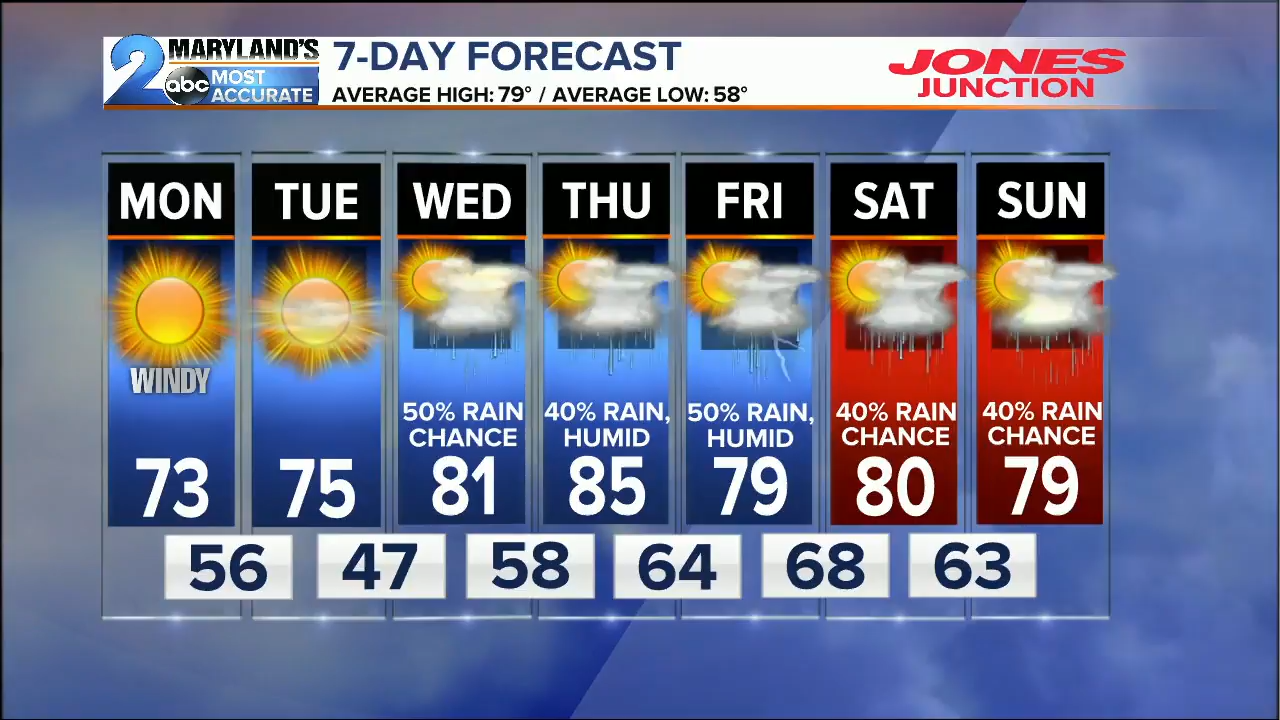 2
abc
MARYLAND'S
MOST
ACCURATE
7-DAY FORECAST
AVERAGE HIGH: 79° / AVERAGE LOW: 58°
JONES
JUNCTION
MON
TUE
WED
THU
FRI
SAT
SUN
WINDY
50% RAIN
CHANCE
40% RAIN,
HUMID
50% RAIN,
HUMID
40% RAIN
CHANCE
40% RAIN
CHANCE
73
75
81
85
79
80
79
56
47
58
64
68
63